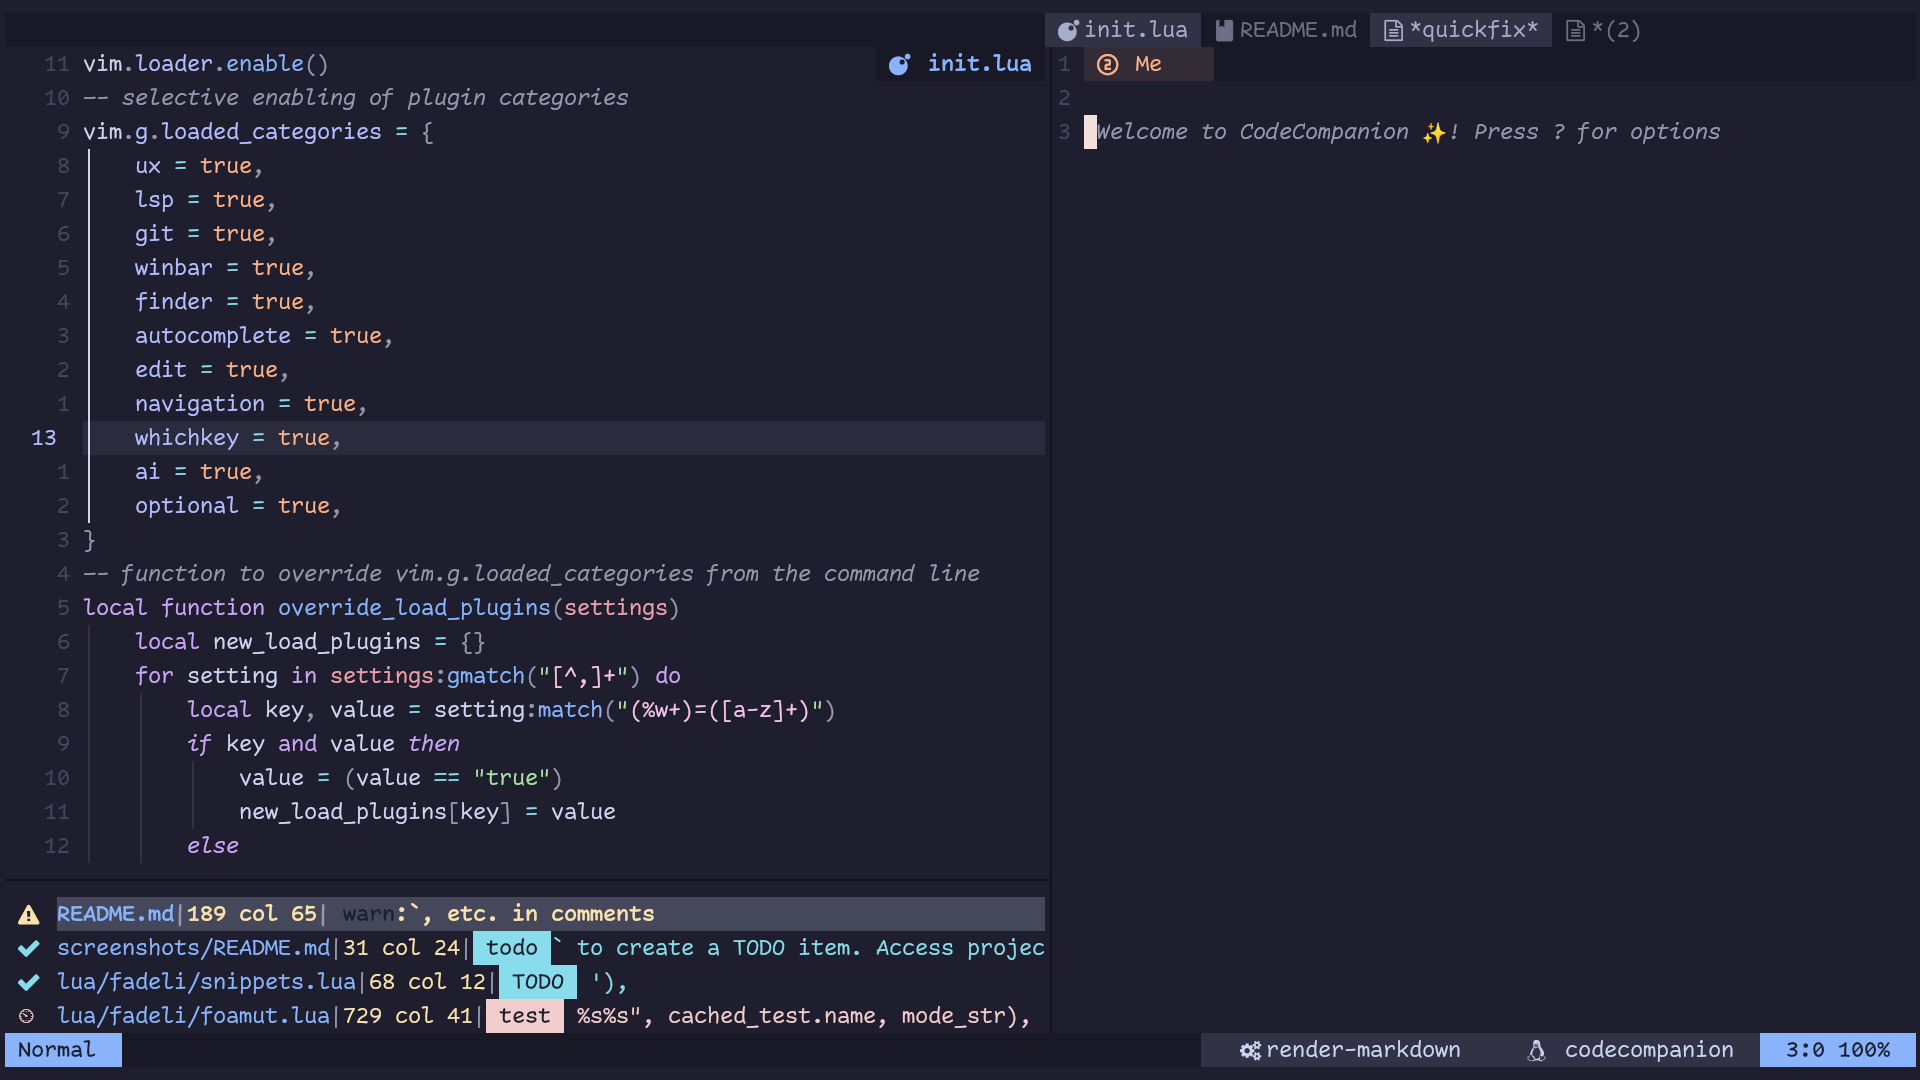 init.lua README.md *quickfix* *(2)
11 vim.loader.enable() init.lua
10 -- selective enabling of plugin categories
9 vim.g.loaded_categories = {
8 ux = true,
7 lsp = true,
6 git = true,
5 winbar = true,
4 finder = true,
3 autocomplete = true,
2 edit = true,
1 navigation = true,
13 whichkey = true,
1 ai = true,
2 optional = true,
3 }
4 -- function to override vim.g.loaded_categories from the command line
5 local function override_load_plugins(settings)
6 local new_load_plugins = {}
7 for setting in settings:gmatch("[^,]+") do
8 local key, value = setting:match("(%w+)=([a-z]+)")
9 if key and value then
10 value = (value == "true")
11 new_load_plugins[key] = value
12 else
README.md|189 col 65| warn:`, etc. in comments
screenshots/README.md|31 col 24| todo ` to create a TODO item. Access projec
lua/fadeli/snippets.lua|68 col 12| TODO '),
lua/fadeli/foamut.lua|729 col 41| test %s%s", cached_test.name, mode_str),
1 2 Me
2
3 Welcome to CodeCompanion ✨! Press ? for options
Normal render-markdown codecompanion 3:0 100%